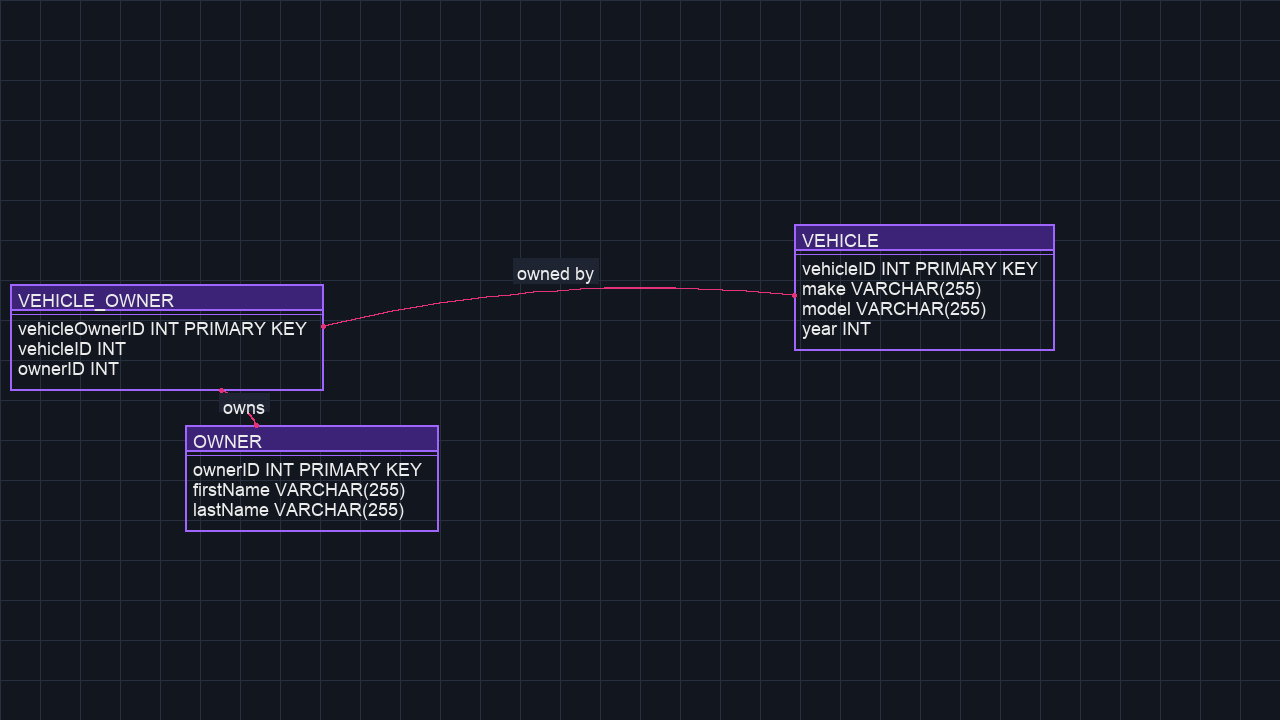 VEHICLE
vehicleID INT PRIMARY KEY
make VARCHAR(255)
model VARCHAR(255)
year INT
owned by
VEHICLE_OWNER
vehicleOwnerID INT PRIMARY KEY
vehicleID INT
ownerID INT
owns
OWNER
ownerID INT PRIMARY KEY
firstName VARCHAR(255)
lastName VARCHAR(255)